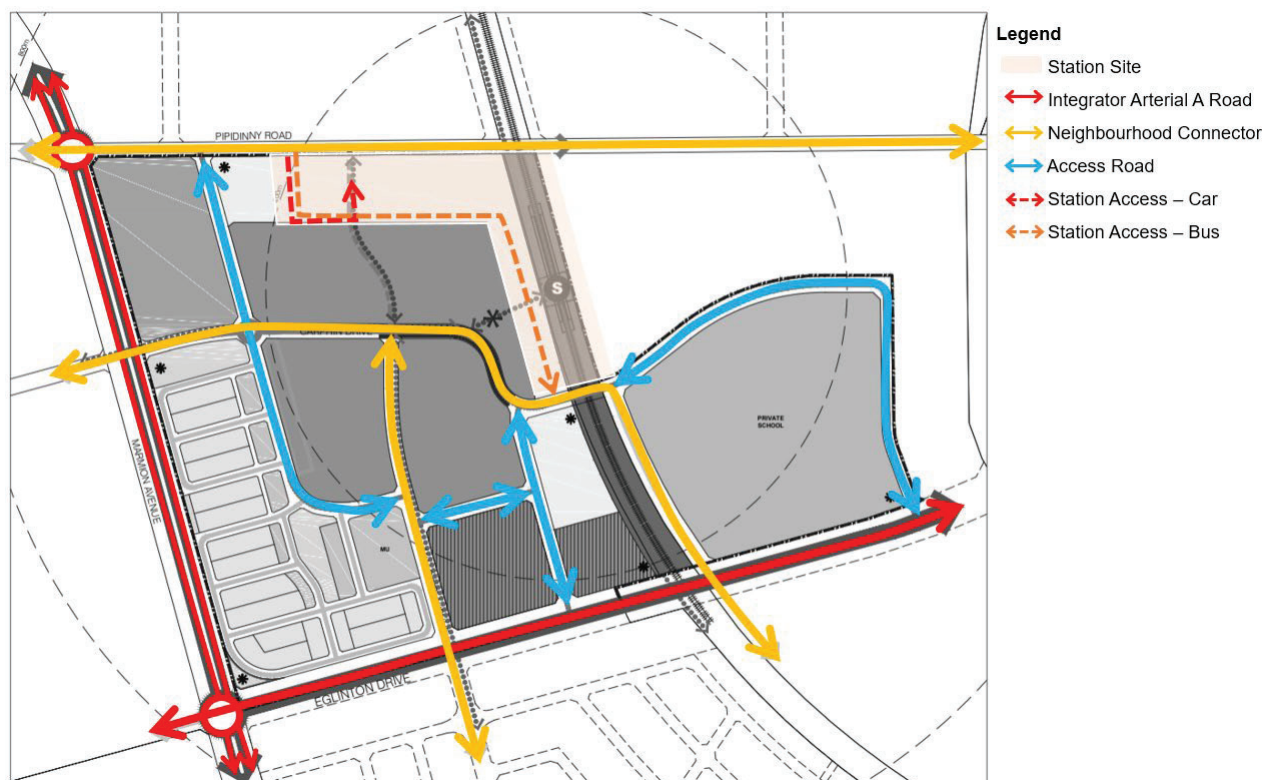 800m
PIPIDINNY ROAD
S
MARMION AVENUE
PRIVATE
SCHOOL
MU
EGLINTON DRIVE
Legend
Station Site
Integrator Arterial A Road
Neighbourhood Connector
Access Road
Station Access – Car
Station Access – Bus